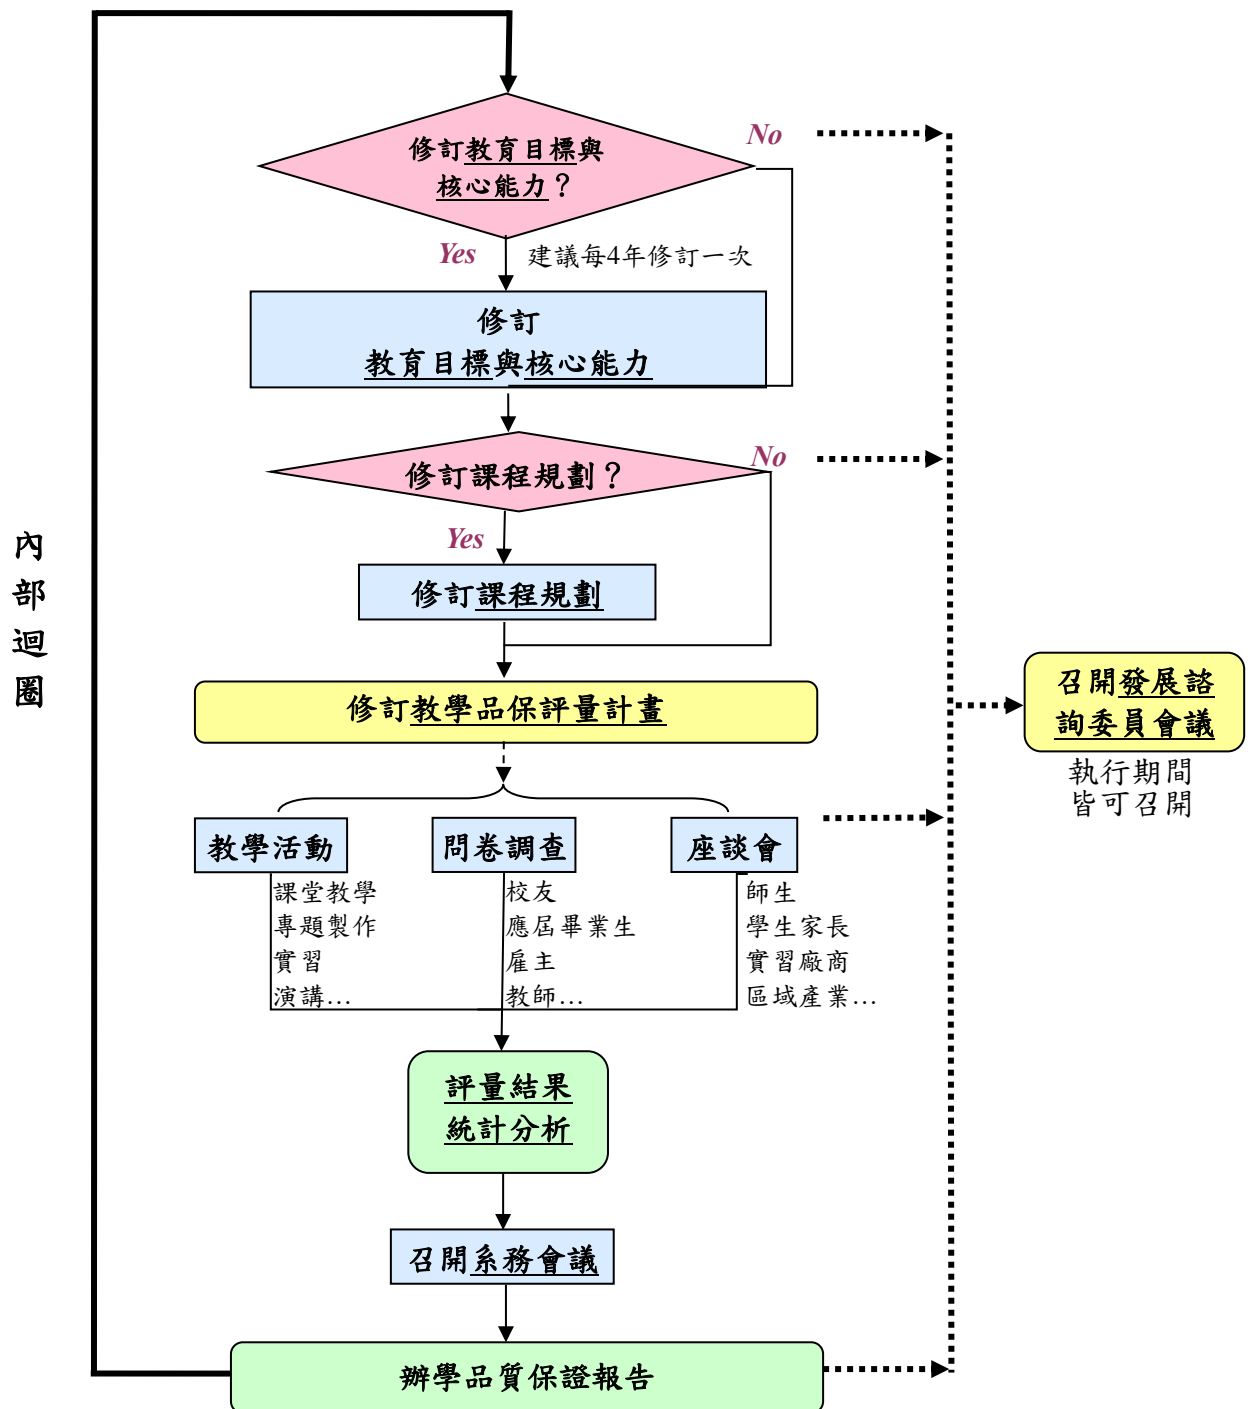 No
修訂教育目標與
核心能力？
Yes
建議每4年修訂一次
修訂
教育目標與核心能力
No
修訂課程規劃？
Yes
修訂課程規劃
內
部
迴
圈
修訂教學品保評量計畫
召開發展諮
詢委員會議
執行期間
皆可召開
教學活動
課堂教學
專題製作
實習
演講…
問卷調查
校友
應屆畢業生
雇主
教師…
座談會
師生
學生家長
實習廠商
區域產業…
評量結果
統計分析
召開系務會議
辦學品質保證報告